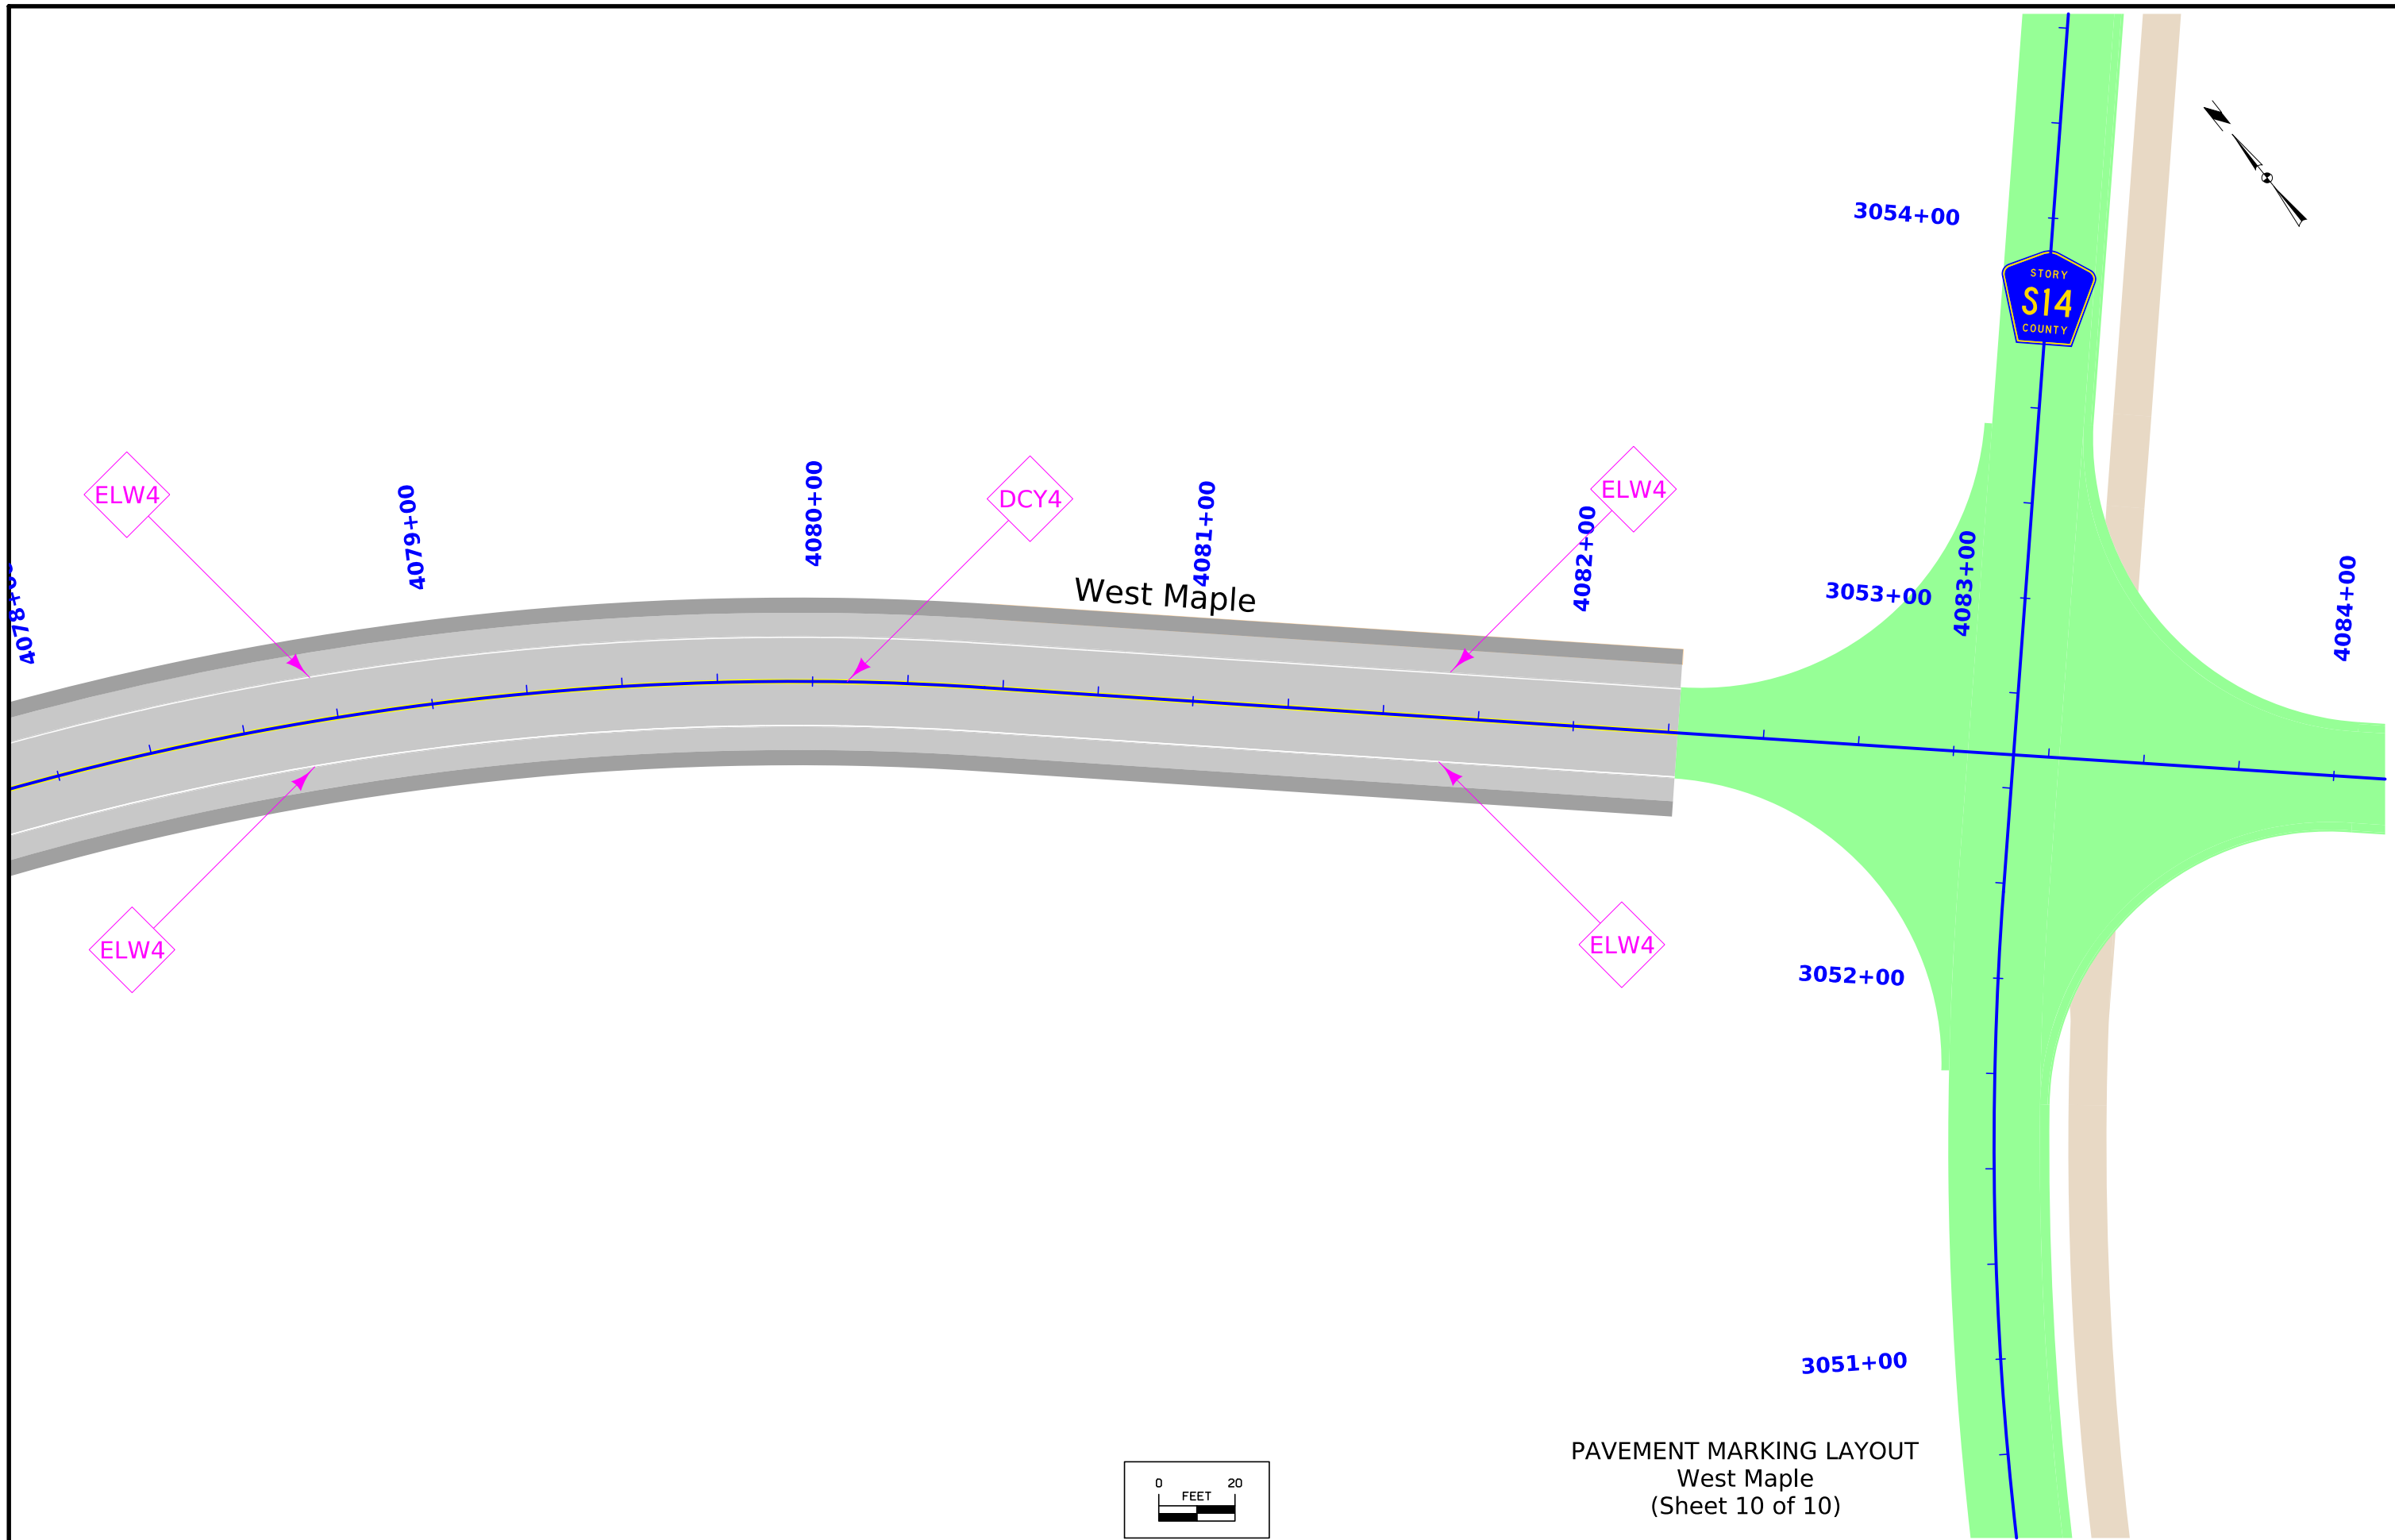 3054+00
STORY
S14
COUNTY
ELW4
DCY4
ELW4
4079+00
4080+00
4081+00
4082+00
4083+00
4084+00
West Maple
3053+00
ELW4
ELW4
3052+00
3051+00
0 20
FEET
PAVEMENT MARKING LAYOUT
West Maple
(Sheet 10 of 10)